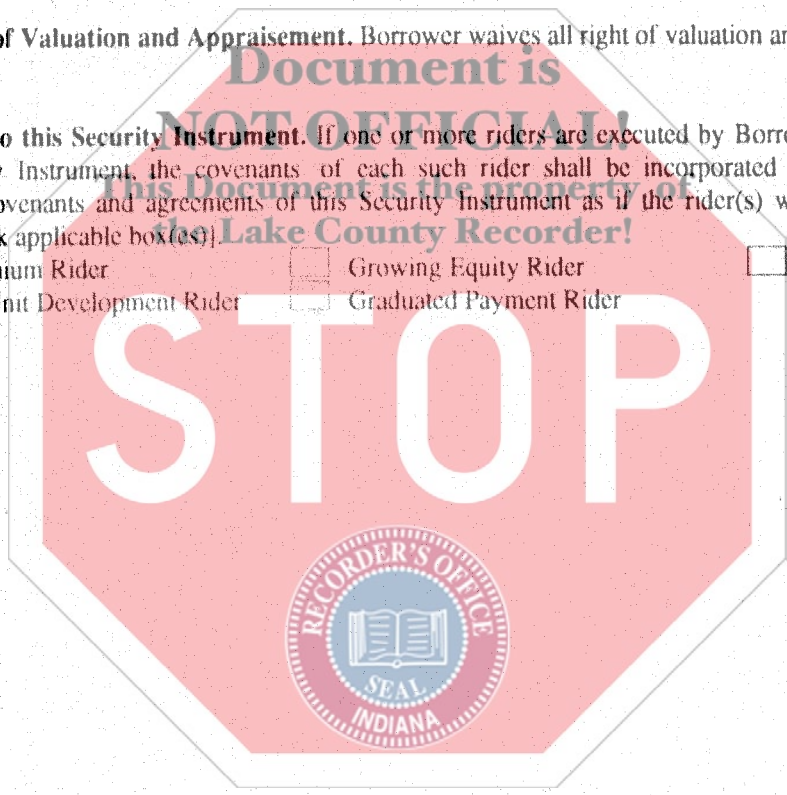 of Valuation and Appraisement. Borrower waives all right of valuation
Document is
NOT OFFICIAL!
o this Security Instrument. If one or more riders are executed by
Instrument, the covenants of each such rider shall be incorporated
This Document is the property of
ovenants and agreements of this Security Instrument as if the rider(s)
the Lake County Recorder!
applicable box(es)].
ium Rider Growing Equity Rider
nit Development Rider Graduated Payment Rider
STOP
RECORDER'S OFFICE
SEAL
INDIANA